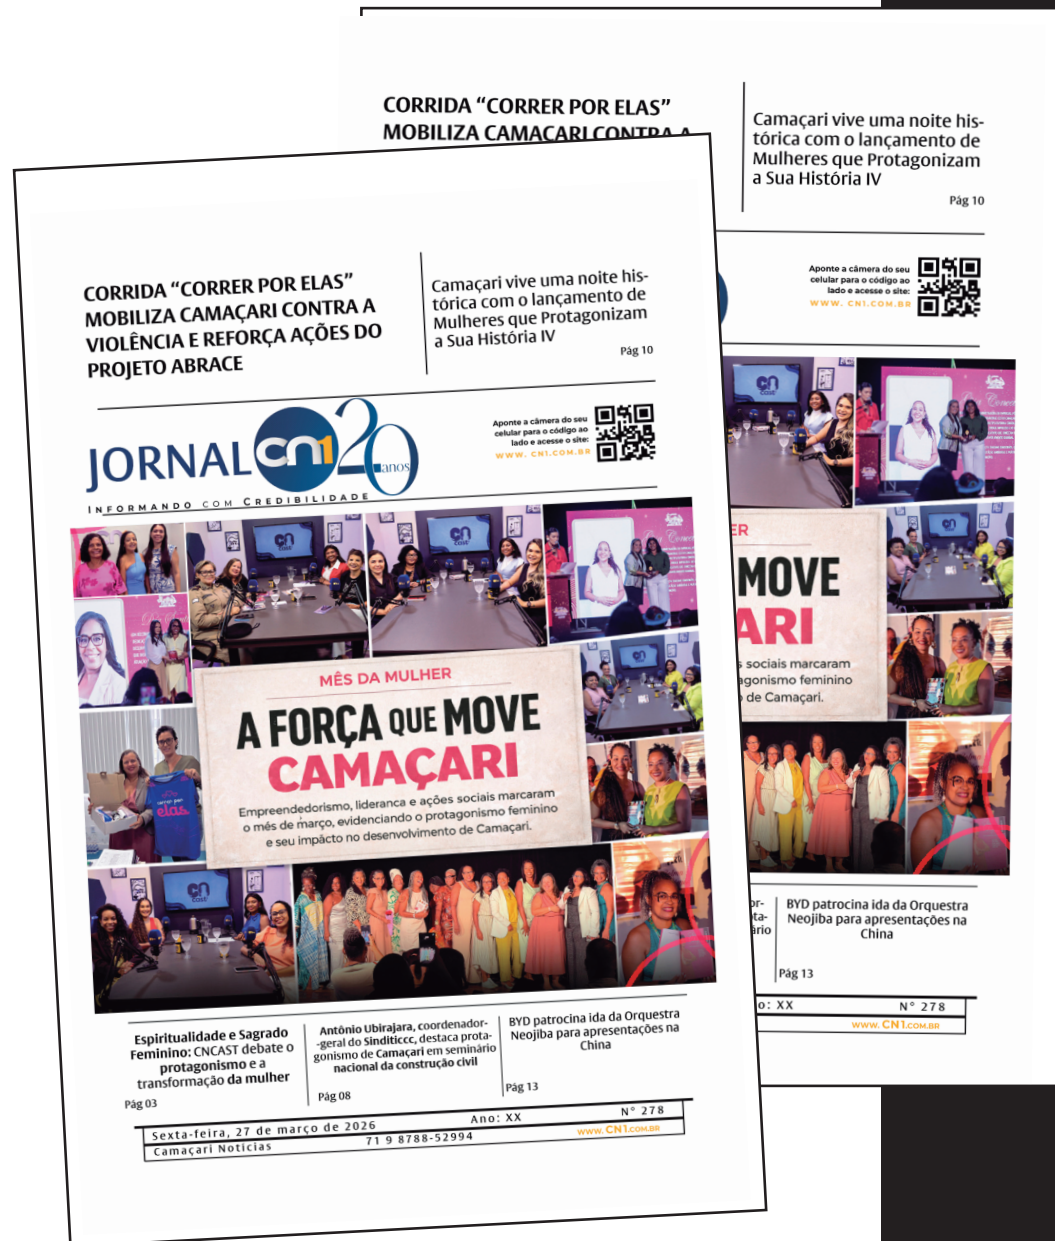 CORRIDA “CORRER POR ELAS”
MOBILIZA CAMAÇARI CONTRA A
Camaçari vive uma noite his-
tórica com o lançamento de
Mulheres que Protagonizam
a Sua História IV
Pág 10
Aponte a câmera do seu
celular para o código ao
lado e acesse o site:
WWW. CN1.COM.BR
CORRIDA “CORRER POR ELAS”
MOBILIZA CAMAÇARI CONTRA A
VIOLÊNCIA E REFORÇA AÇÕES DO
PROJETO ABRACE
Camaçari vive uma noite his-
tórica com o lançamento de
Mulheres que Protagonizam
a Sua História IV
Pág 10
JORNAL CN1 20 anos
INFORMANDO COM CREDIBILIDADE
Aponte a câmera do seu
celular para o código ao
lado e acesse o site:
WWW. CN1.COM.BR
MÊS DA MULHER
A FORÇA QUE MOVE
CAMAÇARI
Empreendedorismo, lideranca e ações sociais marcaram
o mês de março, evidenciando o protagonismo feminino
e seu impácto no desenvolvimento de Camaçari.
correr por
elas
Espiritualidade e Sagrado
Feminino: CNCAST debate o
protagonismo e a
transformação da mulher
Pág 03
Antônio Ubirajara, coordenador-
-geral do Sinditiccc, destaca prota-
gonismo de Camaçari em seminário
nacional da construção civil
Pág 08
BYD patrocina ida da Orquestra
Neojiba para apresentações na
China
Pág 13
Sexta-feira, 27 de março de 2026
Ano: XX
N° 278
Camaçari Notícias
71 9 8788-52994
www. CN1.COM.BR
ER
MOVE
ARI
s sociais marcaram
agonismo feminino
o de Camaçari.
or-
ota-
ário
BYD patrocina ida da Orquestra
Neojiba para apresentações na
China
Pág 13
o: XX
N° 278
www. CN1.COM.BR